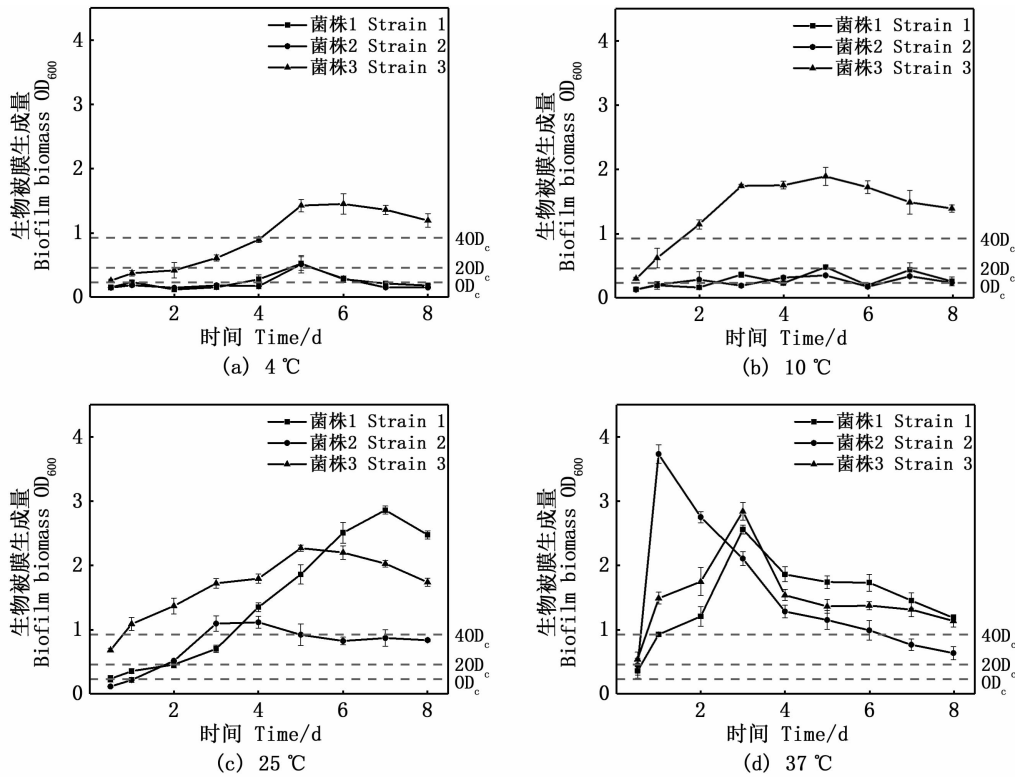 4
3
2
1
0
生物被膜生成量
Biofilm biomass OD600
菌株1 Strain 1
菌株2 Strain 2
菌株3 Strain 3
4ODc
2ODc
ODc
2 4 6 8
时间 Time/d
(a) 4 ℃
4
3
2
1
0
生物被膜生成量
Biofilm biomass OD600
菌株1 Strain 1
菌株2 Strain 2
菌株3 Strain 3
4ODc
2ODc
ODc
2 4 6 8
时间 Time/d
(b) 10 ℃
4
3
2
1
0
生物被膜生成量
Biofilm biomass OD600
菌株1 Strain 1
菌株2 Strain 2
菌株3 Strain 3
4ODc
2ODc
ODc
2 4 6 8
时间 Time/d
(c) 25 ℃
4
3
2
1
0
生物被膜生成量
Biofilm biomass OD600
菌株1 Strain 1
菌株2 Strain 2
菌株3 Strain 3
4ODc
2ODc
ODc
2 4 6 8
时间 Time/d
(d) 37 ℃